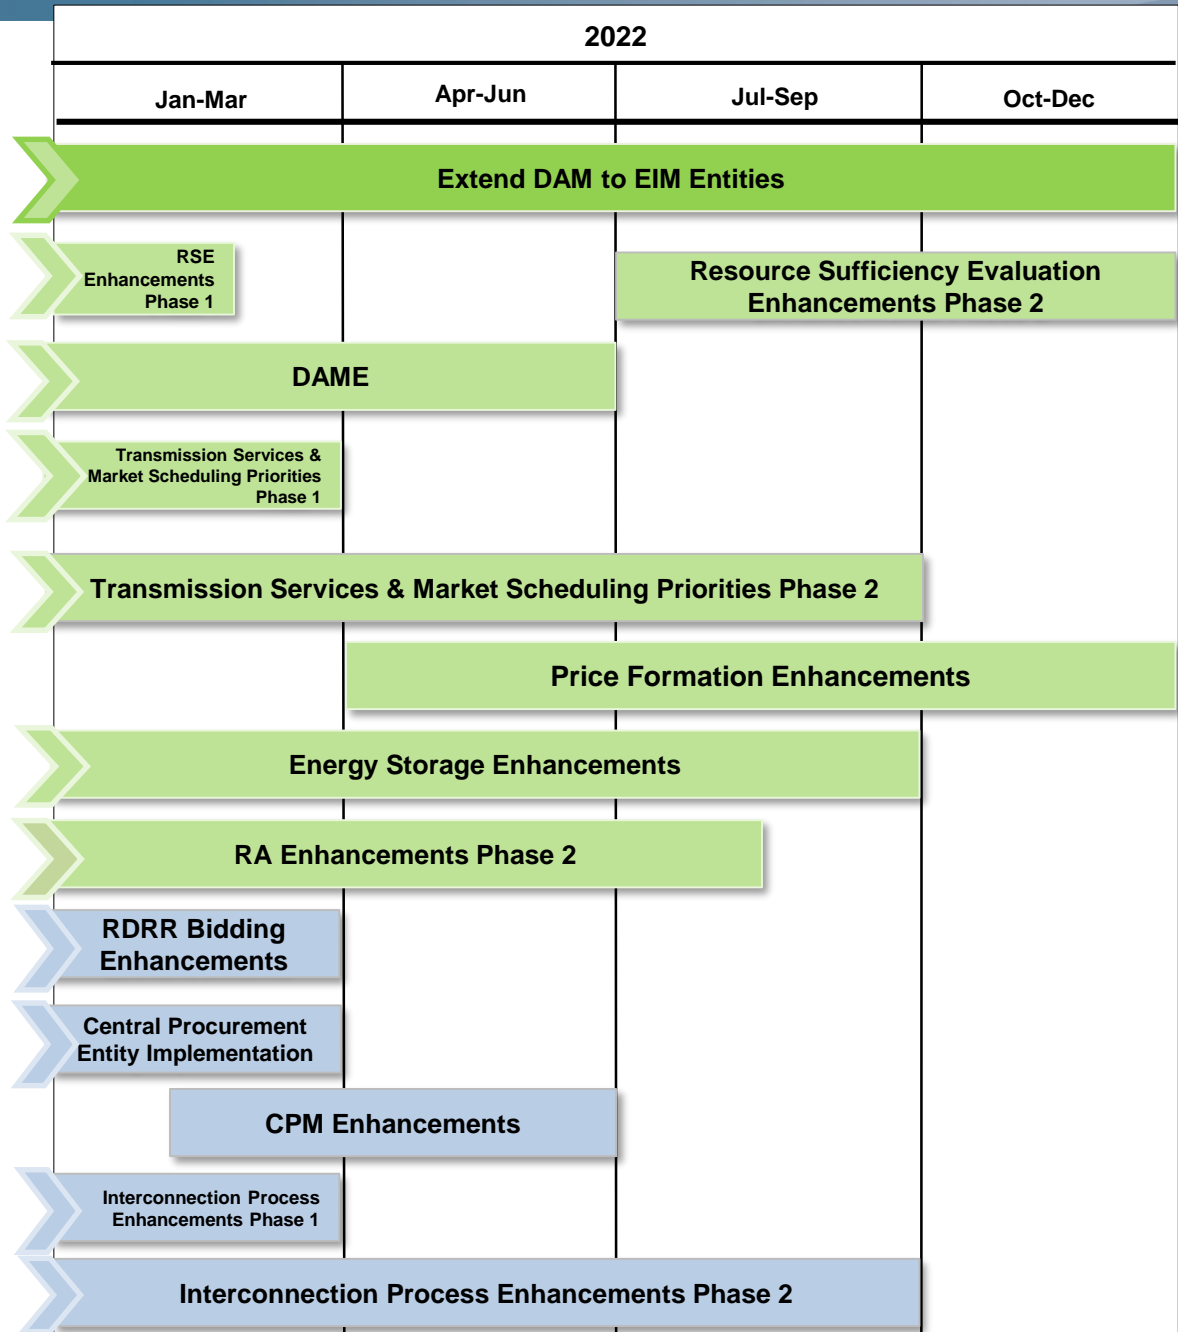 2022
Jan-Mar
Apr-Jun
Jul-Sep
Oct-Dec
Extend DAM to EIM Entities
RSE
Enhancements
Phase 1
Resource Sufficiency Evaluation
Enhancements Phase 2
DAME
Transmission Services &
Market Scheduling Priorities
Phase 1
Transmission Services & Market Scheduling Priorities Phase 2
Price Formation Enhancements
Energy Storage Enhancements
RA Enhancements Phase 2
RDRR Bidding
Enhancements
Central Procurement
Entity Implementation
CPM Enhancements
Interconnection Process
Enhancements Phase 1
Interconnection Process Enhancements Phase 2